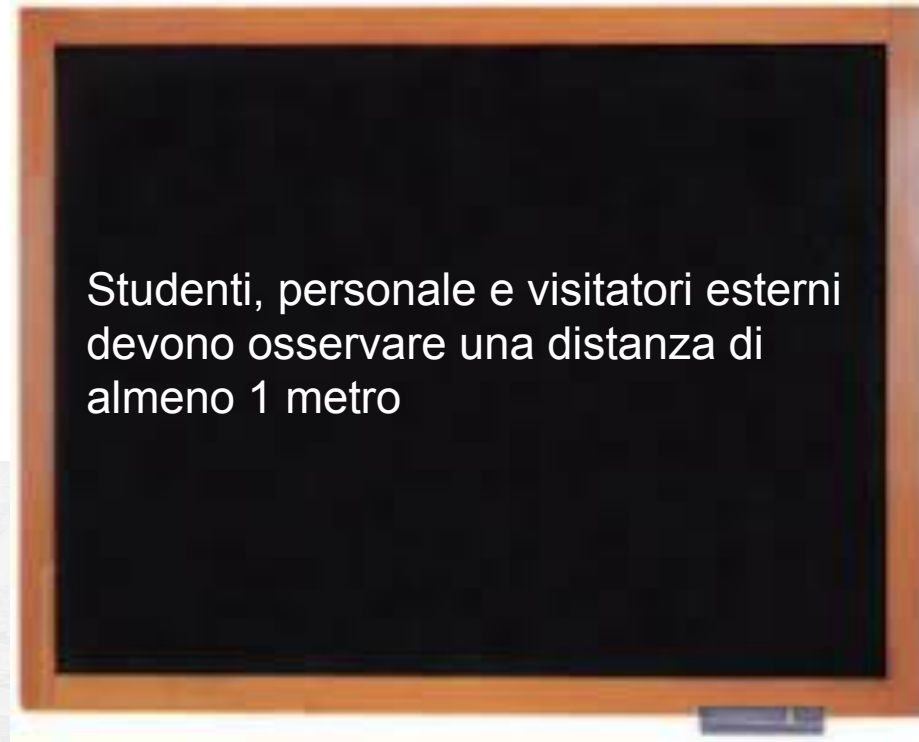 Studenti, personale e visitatori esterni
devono osservare una distanza di
almeno 1 metro